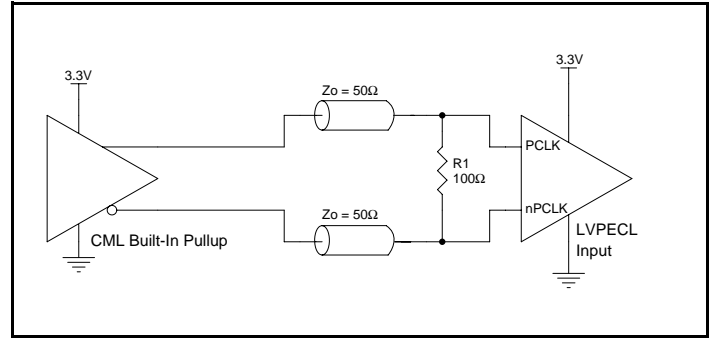 3.3V
3.3V
Zo = 50Ω
PCLK
R1
100Ω
nPCLK
Zo = 50Ω
CML Built-In Pullup
LVPECL
Input